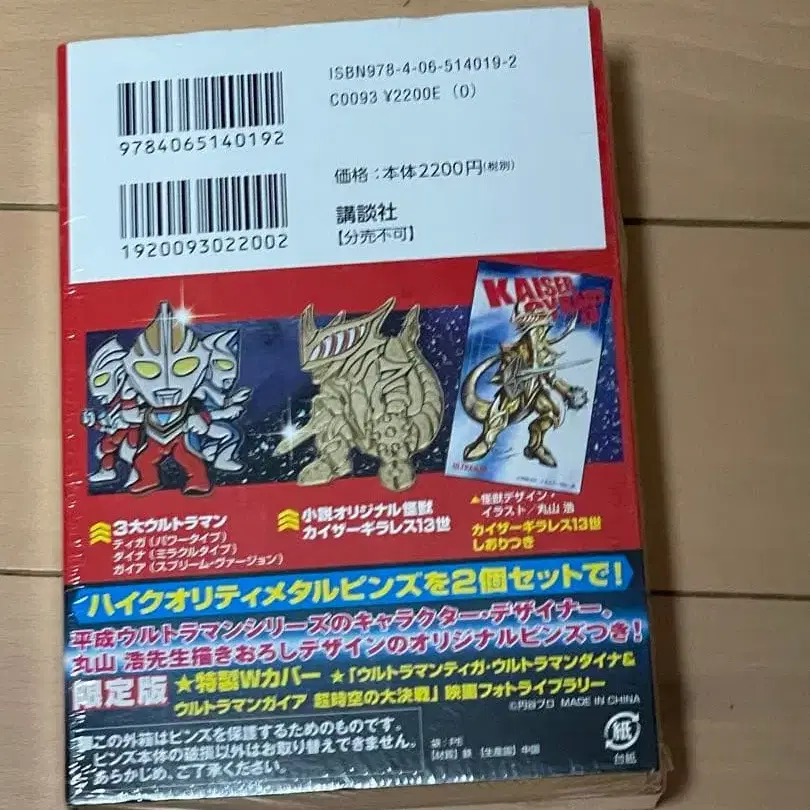 ISBN978-4-06-514019-2
C0093 ¥2200E (0)
9784065140192
価格:本体2200円(税別)
1920093022002
講談社
【分売不可】
KAISER
3大ウルトラマン
ティガ(パワータイプ)
ダイナ(ミラクルタイプ)
ガイア(スプリーム・ヴァージョン)
小説オリジナル怪獣
カイザーギラレス13世
▲怪獣デザイン・
イラスト/丸山 浩
カイザーギラレス13世
しおりつき
ハイクオリティメタルピンズを2個セットで!
平成ウルトラマンシリーズのキャラクター・デザイナー、
丸山 浩先生描きおろしデザインのオリジナルピンズつき!
限定版 ★特製Wカバー ★「ウルトラマンティガ・ウルトラマンダイナ&
ウルトラマンガイア 超時空の大決戦」映画フォトライブラリー
©円谷プロ MADE IN CHINA
この外箱はピンズを保護するためのものです。
ピンズ本体の破損以外はお取り替えできません。
あらかじめ、ご了承ください。
袋:PE
【材質】鉄 【生産国】中国
紙
台紙